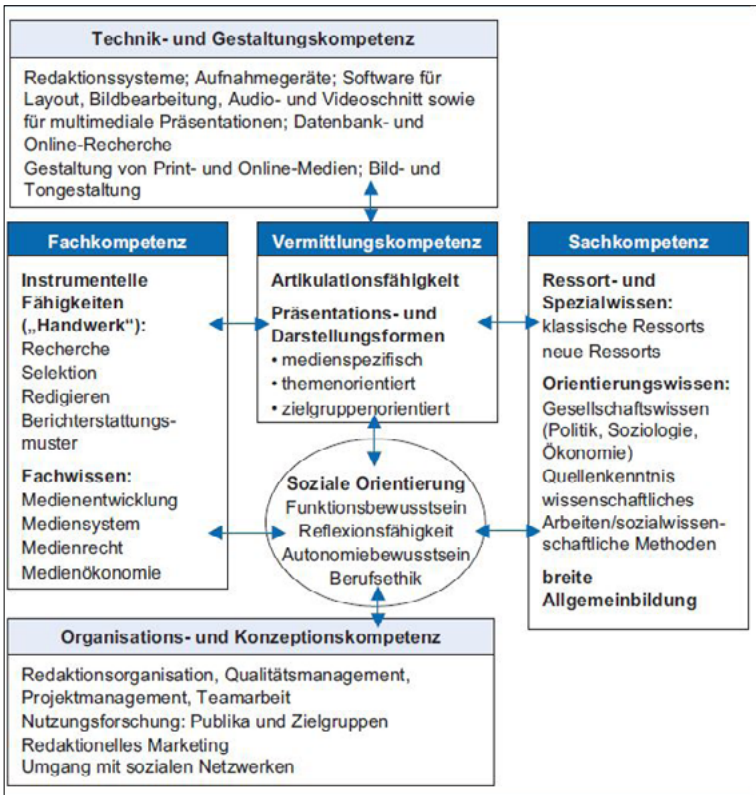 Technik- und Gestaltungskompetenz
Redaktionssysteme; Aufnahmegeräte; Software für
Layout, Bildbearbeitung, Audio- und Videoschnitt sowie
für multimediale Präsentationen; Datenbank- und
Online-Recherche
Gestaltung von Print- und Online-Medien; Bild- und
Tongestaltung
Fachkompetenz
Instrumentelle
Fähigkeiten
(„Handwerk“):
Recherche
Selektion
Redigieren
Berichterstattungs-
muster
Fachwissen:
Medienentwicklung
Mediensystem
Medienrecht
Medienökonomie
Vermittlungskompetenz
Artikulationsfähigkeit
Präsentations- und
Darstellungsformen
• medienspezifisch
• themenorientiert
• zielgruppenorientiert
Soziale Orientierung
Funktionsbewusstsein
Reflexionsfähigkeit
Autonomiebewusstsein
Berufsethik
Sachkompetenz
Ressort- und
Spezialwissen:
klassische Ressorts
neue Ressorts
Orientierungswissen:
Gesellschaftswissen
(Politik, Soziologie,
Ökonomie)
Quellenkenntnis
wissenschaftliches
Arbeiten/sozialwissen-
schaftliche Methoden
breite
Allgemeinbildung
Organisations- und Konzeptionskompetenz
Redaktionsorganisation, Qualitätsmanagement,
Projektmanagement, Teamarbeit
Nutzungsforschung: Publika und Zielgruppen
Redaktionelles Marketing
Umgang mit sozialen Netzwerken